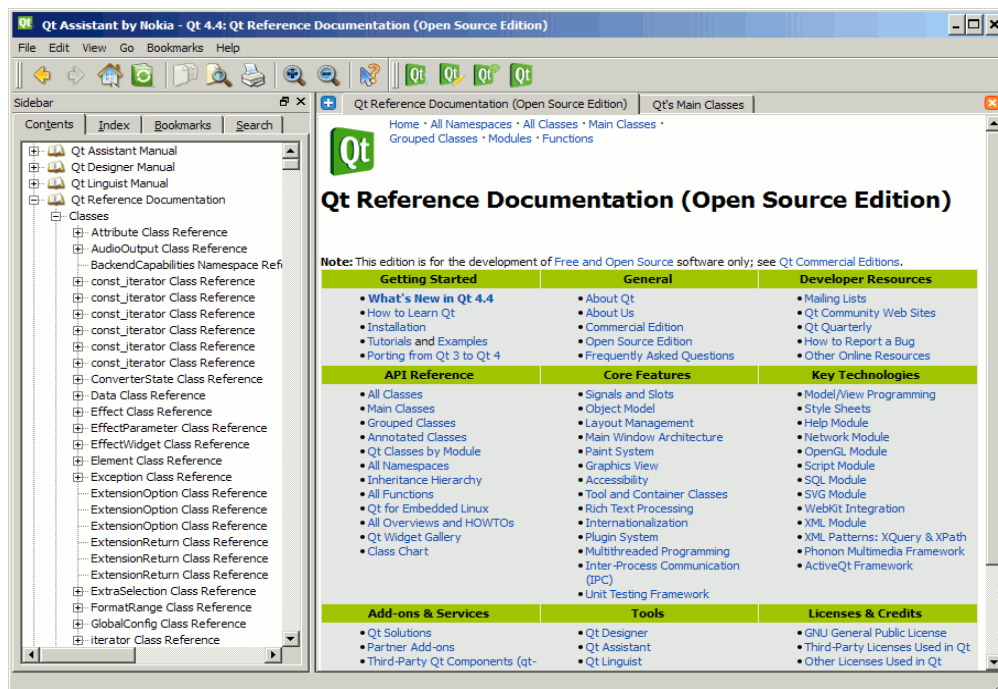 Qt Assistant by Nokia - Qt 4.4: Qt Reference Documentation (Open Source Edition)
File Edit View Go Bookmarks Help
Sidebar
Contents Index Bookmarks Search
Qt Assistant Manual
Qt Designer Manual
Qt Linguist Manual
Qt Reference Documentation
Classes
Attribute Class Reference
AudioOutput Class Reference
BackendCapabilities Namespace Ref
const_iterator Class Reference
const_iterator Class Reference
const_iterator Class Reference
const_iterator Class Reference
const_iterator Class Reference
const_iterator Class Reference
ConverterState Class Reference
Data Class Reference
Effect Class Reference
EffectParameter Class Reference
EffectWidget Class Reference
Element Class Reference
Exception Class Reference
ExtensionOption Class Reference
ExtensionOption Class Reference
ExtensionOption Class Reference
ExtensionReturn Class Reference
ExtensionReturn Class Reference
ExtensionReturn Class Reference
ExtraSelection Class Reference
FormatRange Class Reference
GlobalConfig Class Reference
iterator Class Reference
Qt Reference Documentation (Open Source Edition) Qt's Main Classes
Qt
Home · All Namespaces · All Classes · Main Classes ·
Grouped Classes · Modules · Functions
Qt Reference Documentation (Open Source Edition)
Note: This edition is for the development of Free and Open Source software only; see Qt Commercial Editions.
Getting Started
• What's New in Qt 4.4
• How to Learn Qt
• Installation
• Tutorials and Examples
• Porting from Qt 3 to Qt 4
General
• About Qt
• About Us
• Commercial Edition
• Open Source Edition
• Frequently Asked Questions
Developer Resources
• Mailing Lists
• Qt Community Web Sites
• Qt Quarterly
• How to Report a Bug
• Other Online Resources
API Reference
• All Classes
• Main Classes
• Grouped Classes
• Annotated Classes
• Qt Classes by Module
• All Namespaces
• Inheritance Hierarchy
• All Functions
• Qt for Embedded Linux
• All Overviews and HOWTOs
• Qt Widget Gallery
• Class Chart
Core Features
• Signals and Slots
• Object Model
• Layout Management
• Main Window Architecture
• Paint System
• Graphics View
• Accessibility
• Tool and Container Classes
• Rich Text Processing
• Internationalization
• Plugin System
• Multithreaded Programming
• Inter-Process Communication
(IPC)
• Unit Testing Framework
Key Technologies
• Model/View Programming
• Style Sheets
• Help Module
• Network Module
• OpenGL Module
• Script Module
• SQL Module
• SVG Module
• WebKit Integration
• XML Module
• XML Patterns: XQuery & XPath
• Phonon Multimedia Framework
• ActiveQt Framework
Add-ons & Services
• Qt Solutions
• Partner Add-ons
• Third-Party Qt Components (qt-
Tools
• Qt Designer
• Qt Assistant
• Qt Linguist
Licenses & Credits
• GNU General Public License
• Third-Party Licenses Used in Qt
• Other Licenses Used in Qt